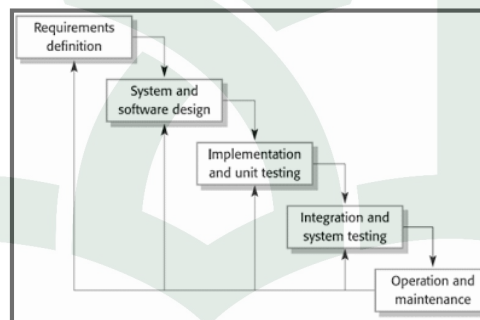 Requirements
definition
System and
software design
Implementation
and unit testing
Integration and
system testing
Operation and
maintenance